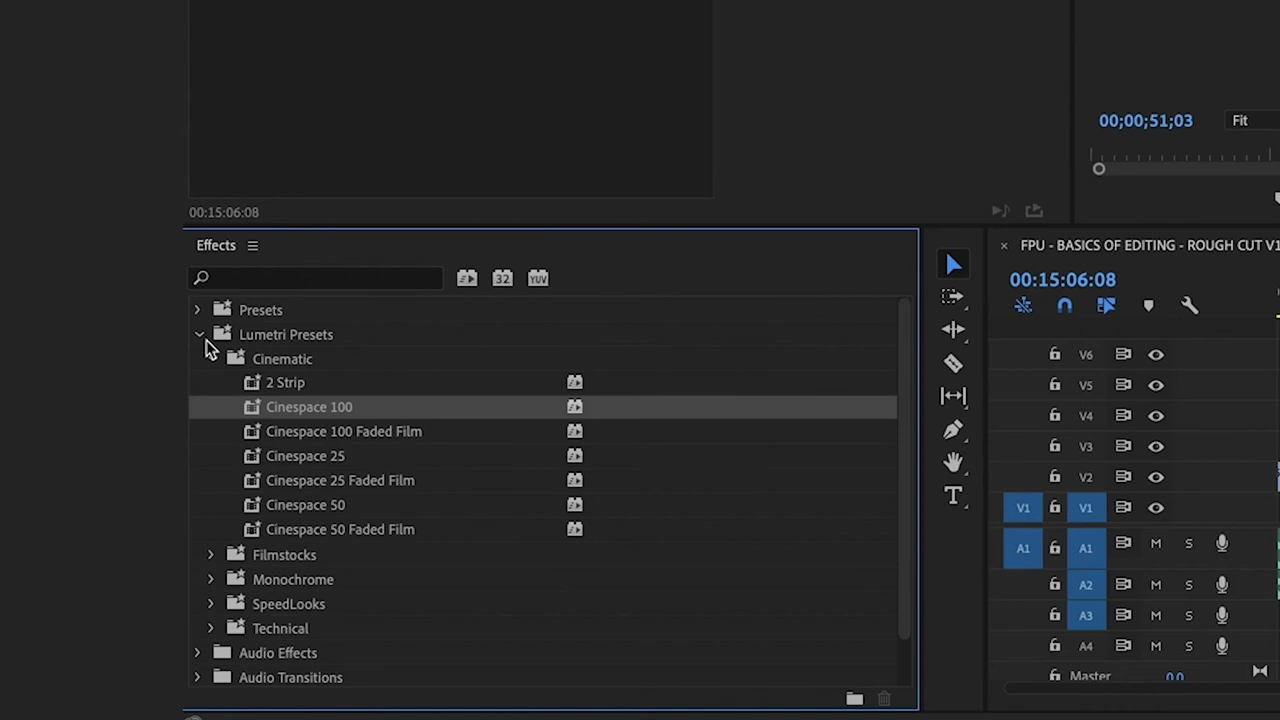 00;00;51;03
Fit
00:15:06:08
Effects
FPU - BASICS OF EDITING - ROUGH CUT V1
00:15:06:08
32
YUV
Presets
Lumetri Presets
Cinematic
2 Strip
Cinespace 100
Cinespace 100 Faded Film
Cinespace 25
Cinespace 25 Faded Film
Cinespace 50
Cinespace 50 Faded Film
Filmstocks
Monochrome
SpeedLooks
Technical
Audio Effects
Audio Transitions
T
V6
V5
V4
V3
V2
V1 V1
A1 A1 M S
A2 M S
A3 M S
A4 M S
Master 0.0